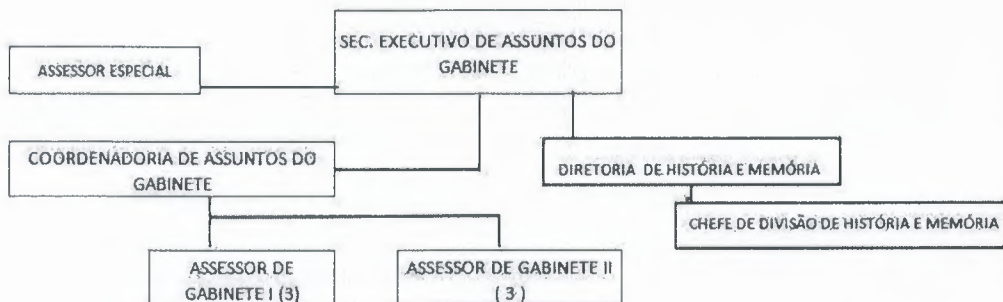 SEC. EXECUTIVO DE ASSUNTOS DO
GABINETE
ASSESSOR ESPECIAL
COORDENADORIA DE ASSUNTOS DO
GABINETE
DIRETORIA DE HISTÓRIA E MEMÓRIA
CHEFE DE DIVISÃO DE HISTÓRIA E MEMÓRIA
ASSESSOR DE
GABINETE I (3)
ASSESSOR DE GABINETE II
( 3 )